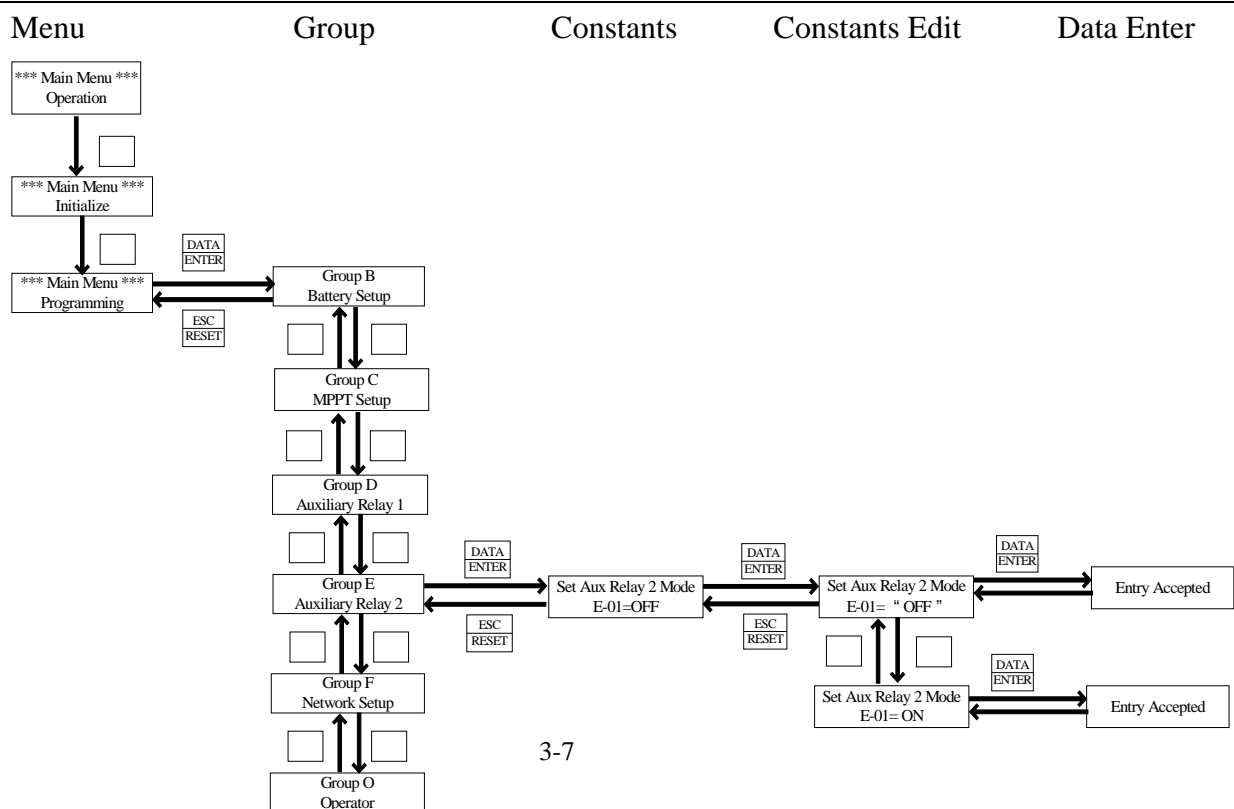 Menu
Group
Constants
Constants Edit
Data Enter
*** Main Menu ***
Operation
*** Main Menu ***
Initialize
*** Main Menu ***
Programming
DATA
ENTER
ESC
RESET
Group B
Battery Setup
Group C
MPPT Setup
Group D
Auxiliary Relay 1
Group E
Auxiliary Relay 2
DATA
ENTER
ESC
RESET
Set Aux Relay 2 Mode
E-01=OFF
DATA
ENTER
ESC
RESET
Set Aux Relay 2 Mode
E-01= “ OFF ”
DATA
ENTER
Entry Accepted
Set Aux Relay 2 Mode
E-01= ON
DATA
ENTER
Entry Accepted
Group F
Network Setup
Group O
Operator
3-7